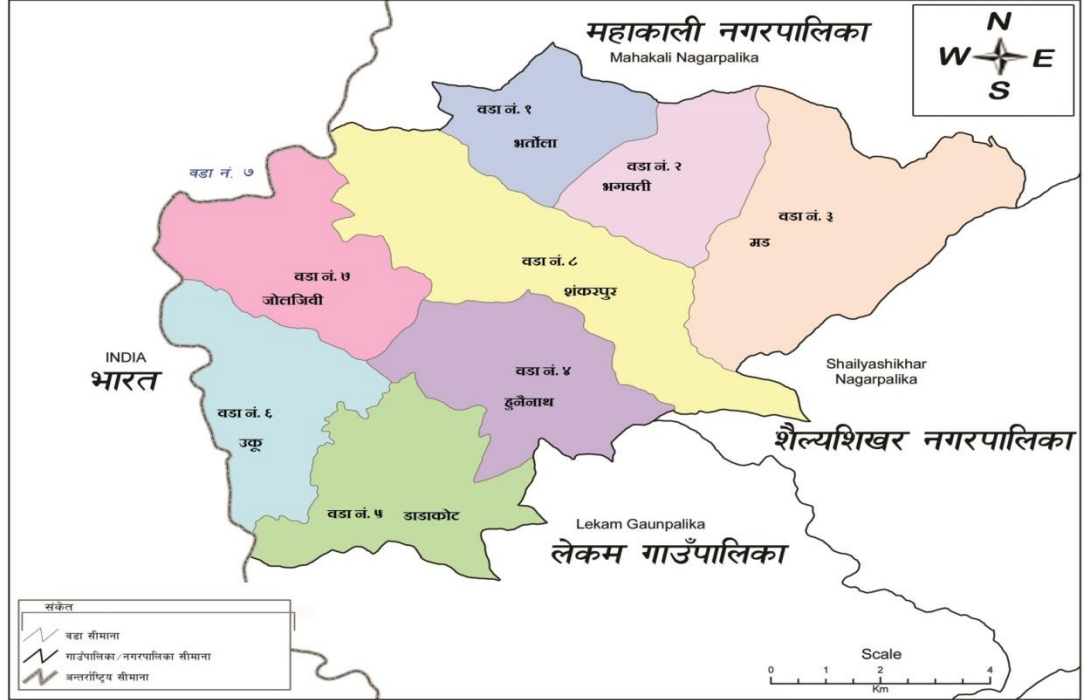 महाकाली नगरपालिका
Mahakali Nagarpalika
N
W E
S
वडा नं. १
भर्तोला
वडा नं. २
भगवती
वडा नं. ७
वडा नं. ३
मड
वडा नं. ८
शंकरपुर
वडा नं. ७
जोलजिवी
INDIA
भारत
वडा नं. ४
हुनैनाथ
Shailyashikhar
Nagarpalika
शैल्यशिखर नगरपालिका
वडा नं. ६
उकू
वडा नं. ५ डाडाकोट
Lekam Gaunpalika
लेकम गाउँपालिका
संकेत
वडा सीमाना
गाउँपालिका/नगरपालिका सीमाना
अन्तर्राष्ट्रिय सीमाना
Scale
0 1 2 4
Km